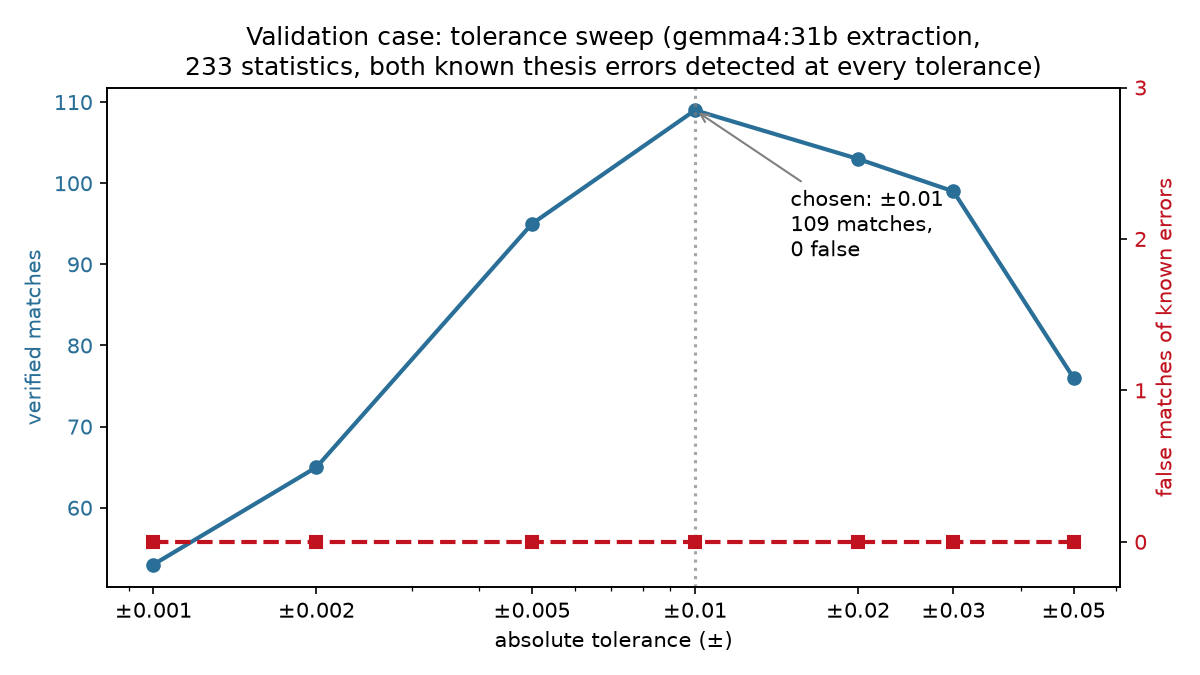 Validation case: tolerance sweep (gemma4:31b extraction,
233 statistics, both known thesis errors detected at every tolerance)
verified matches
110
100
90
80
70
60
chosen: ±0.01
109 matches,
0 false
3
2
1
0
false matches of known errors
±0.001
±0.002
±0.005
±0.01
±0.02
±0.03
±0.05
absolute tolerance (±)